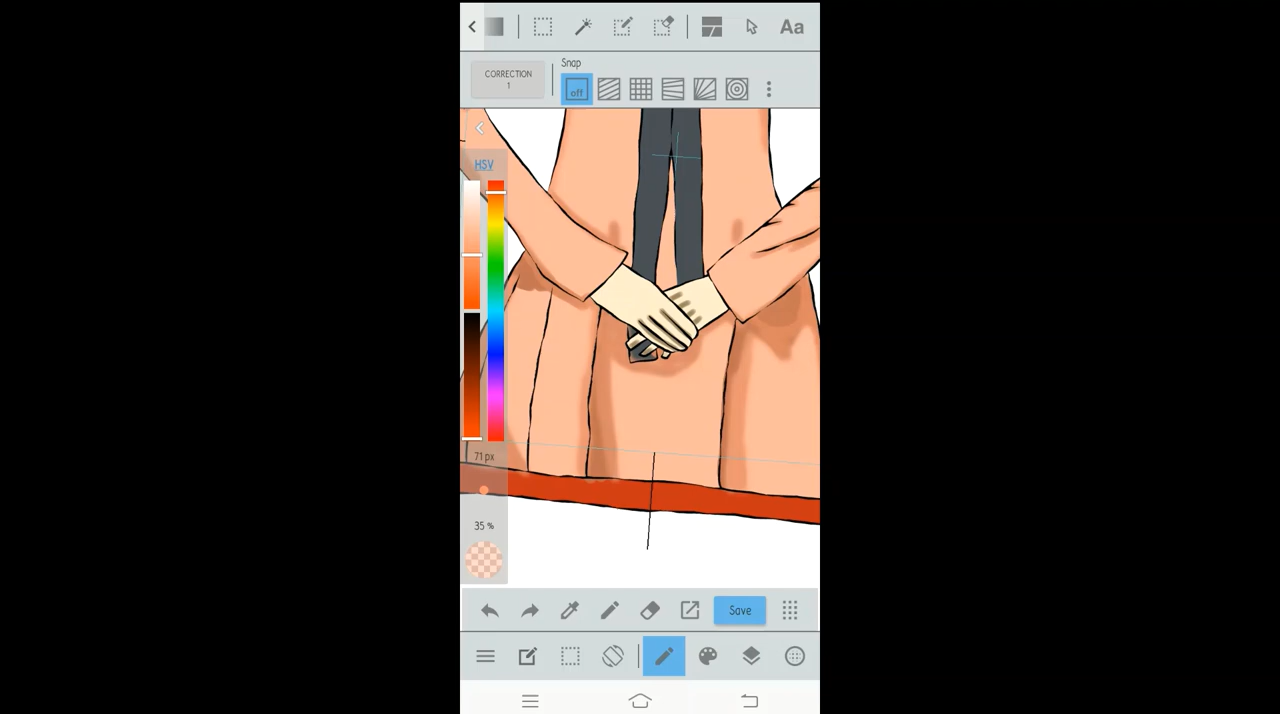 Aa
CORRECTION
1
Snap
off
HSV
71 px
35 %
Save